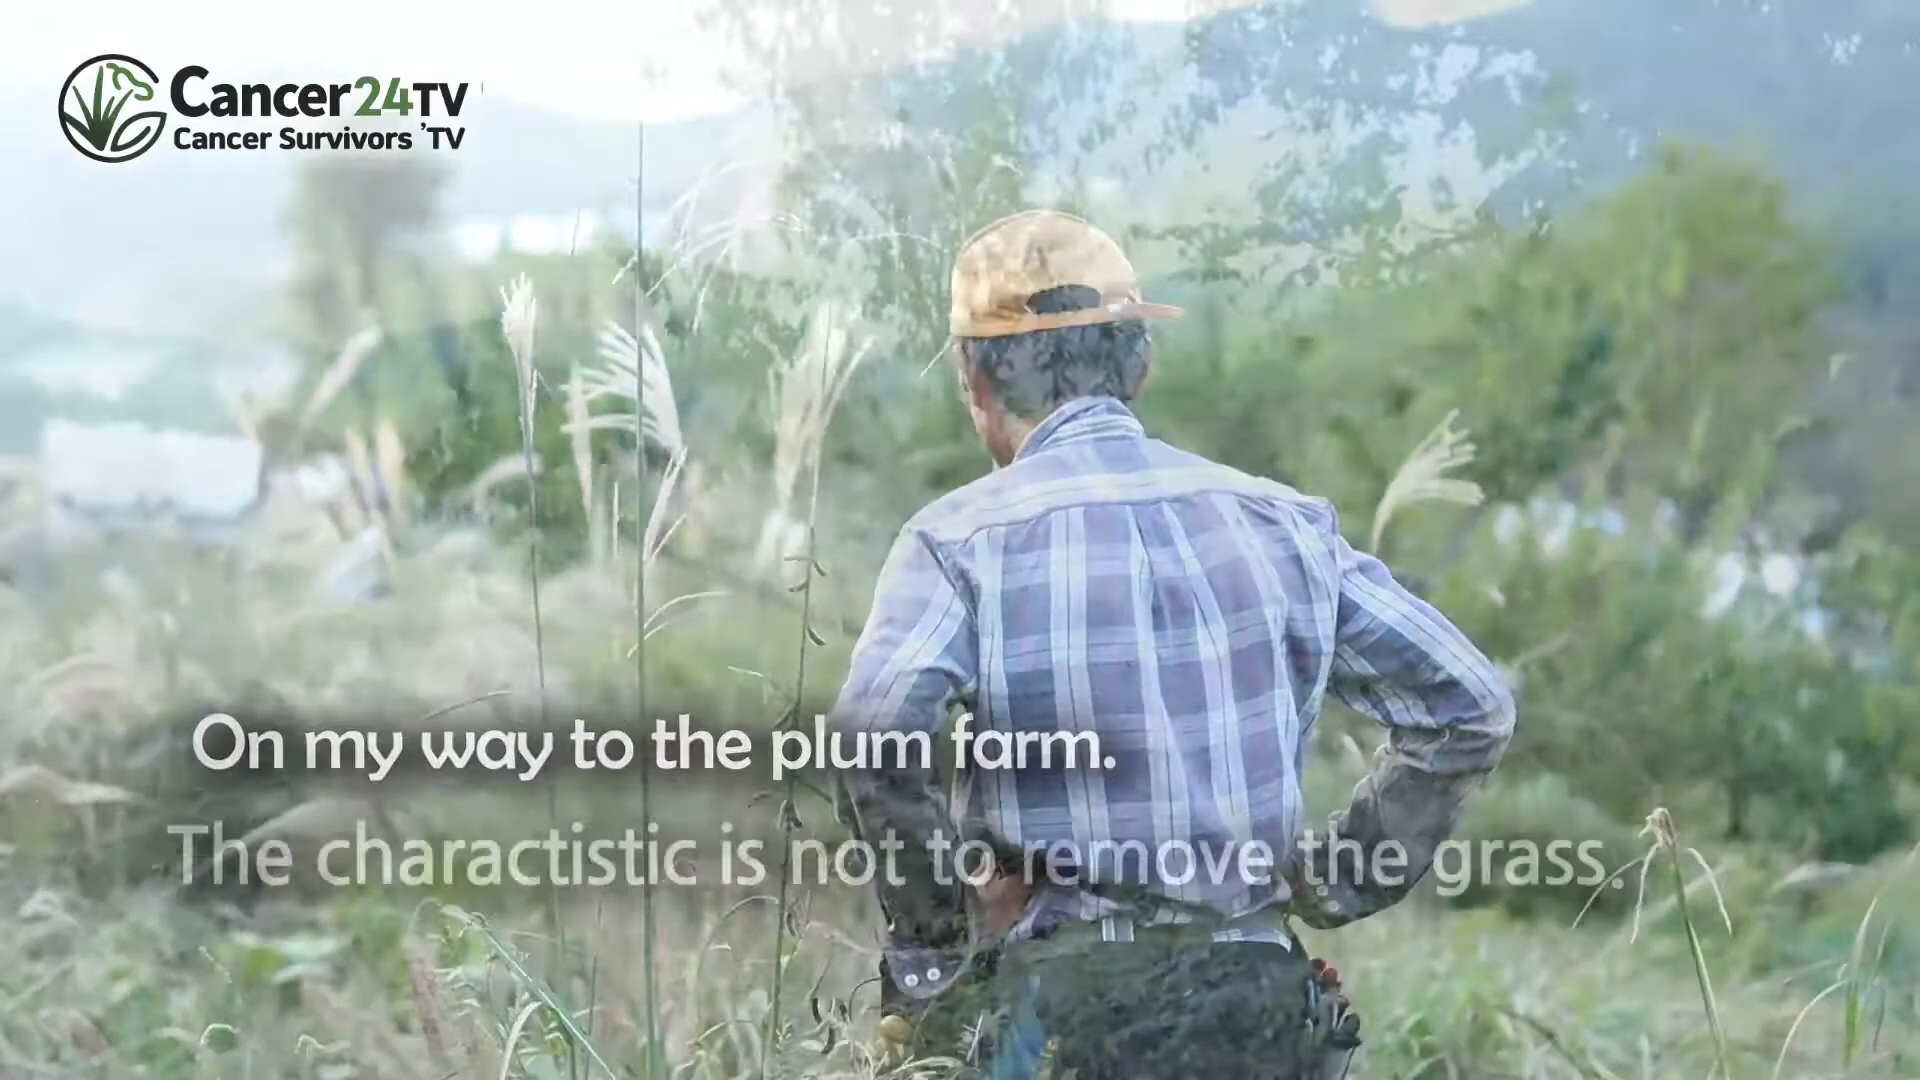 Cancer24TV
Cancer Survivors 'TV
On my way to the plum farm.
The charactistic is not to remove the grass.